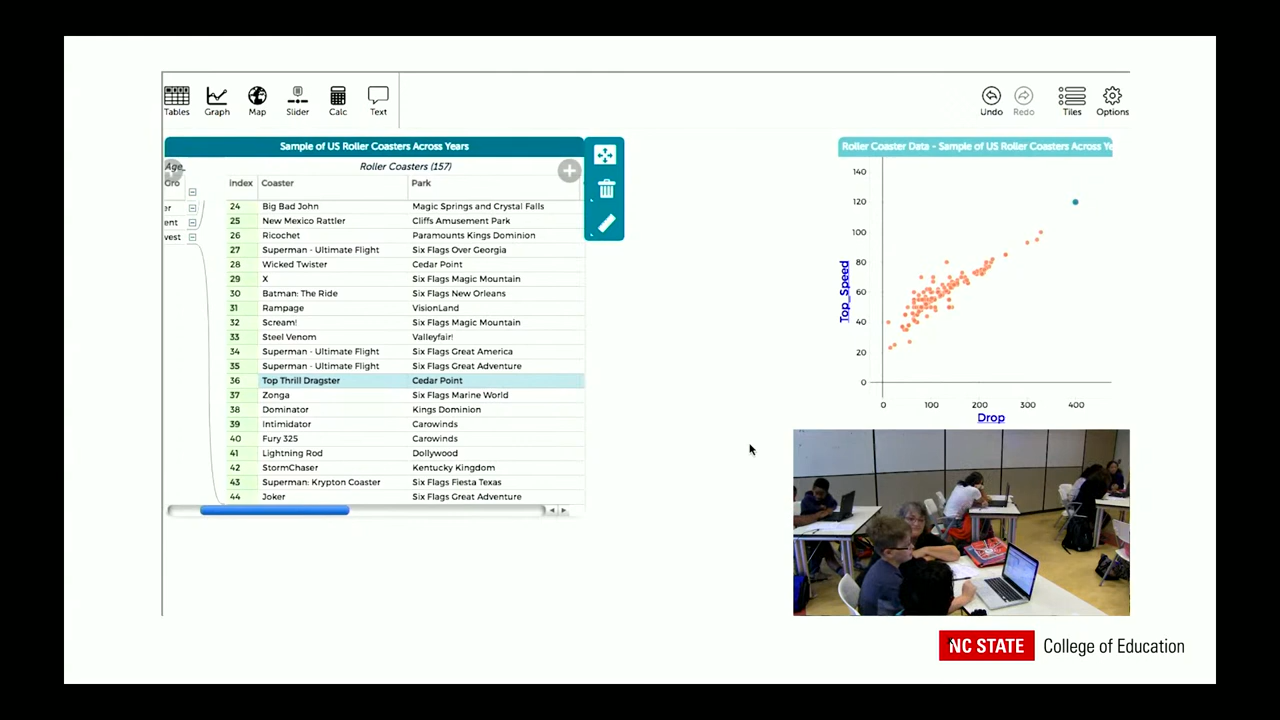 Tables Graph Map Slider Calc Text Undo Redo Tiles Options
Sample of US Roller Coasters Across Years
Age_
Gro
er
ent
vest
Roller Coasters (157)
Index Coaster Park
24 Big Bad John Magic Springs and Crystal Falls
25 New Mexico Rattler Cliffs Amusement Park
26 Ricochet Paramounts Kings Dominion
27 Superman - Ultimate Flight Six Flags Over Georgia
28 Wicked Twister Cedar Point
29 X Six Flags Magic Mountain
30 Batman: The Ride Six Flags New Orleans
31 Rampage VisionLand
32 Scream! Six Flags Magic Mountain
33 Steel Venom Valleyfair!
34 Superman - Ultimate Flight Six Flags Great America
35 Superman - Ultimate Flight Six Flags Great Adventure
36 Top Thrill Dragster Cedar Point
37 Zonga Six Flags Marine World
38 Dominator Kings Dominion
39 Intimidator Carowinds
40 Fury 325 Carowinds
41 Lightning Rod Dollywood
42 StormChaser Kentucky Kingdom
43 Superman: Krypton Coaster Six Flags Fiesta Texas
44 Joker Six Flags Great Adventure
Roller Coaster Data - Sample of US Roller Coasters Across Ye
140
120
100
80
60
40
20
0
Top_Speed
0 100 200 300 400
Drop
NC STATE College of Education